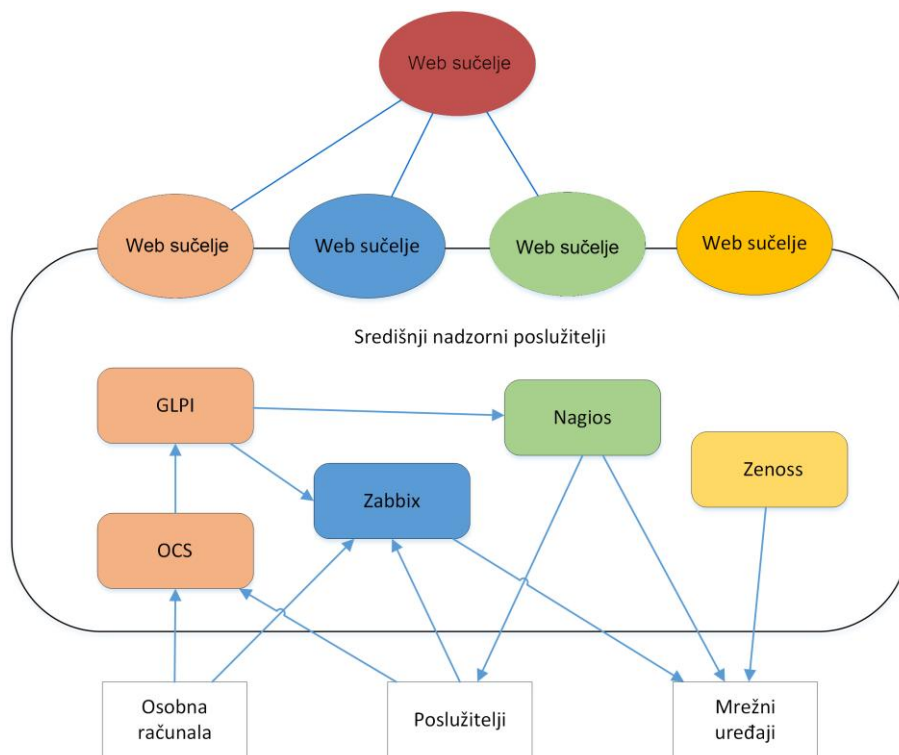 Web sučelje
Web sučelje
Web sučelje
Web sučelje
Web sučelje
Središnji nadzorni poslužitelji
GLPI
Nagios
Zenoss
Zabbix
OCS
Osobna
računala
Poslužitelji
Mrežni
uređaji